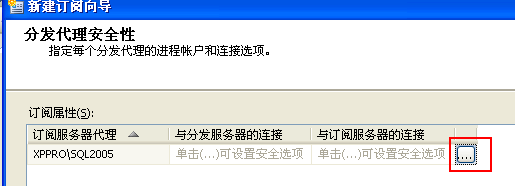 新建订阅向导
分发代理安全性
指定每个分发代理的进程帐户和连接选项。
订阅属性(S):
订阅服务器代理 与分发服务器的连接 与订阅服务器的连接
XPPRO\SQL2005 单击(...)可设置安全选项 单击(...)可设置安全选项 ...